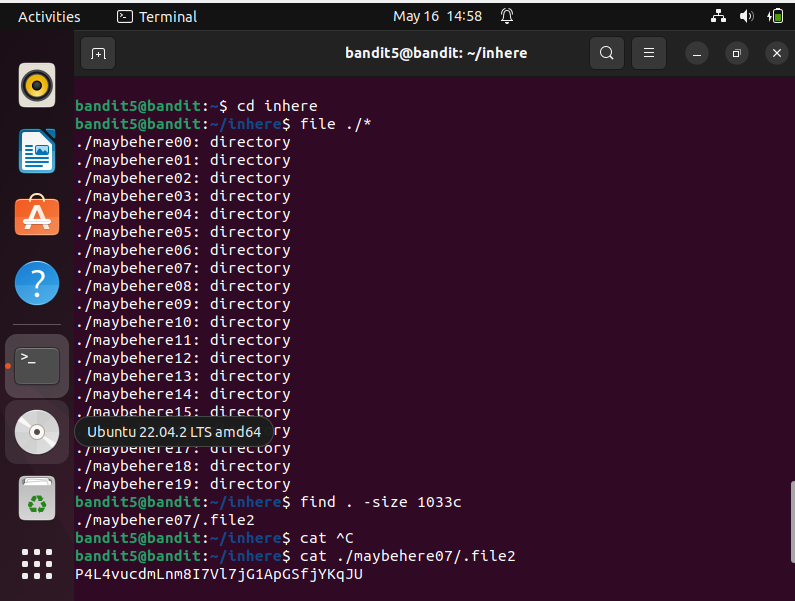 Activities Terminal May 16 14:58
bandit5@bandit: ~/inhere
bandit5@bandit:~$ cd inhere
bandit5@bandit:~/inhere$ file ./*
./maybehere00: directory
./maybehere01: directory
./maybehere02: directory
./maybehere03: directory
./maybehere04: directory
./maybehere05: directory
./maybehere06: directory
./maybehere07: directory
./maybehere08: directory
./maybehere09: directory
./maybehere10: directory
./maybehere11: directory
./maybehere12: directory
./maybehere13: directory
./maybehere14: directory
./maybehere15: directory
Ubuntu 22.04.2 LTS amd64
ry
./maybehere17: directory
./maybehere18: directory
./maybehere19: directory
bandit5@bandit:~/inhere$ find . -size 1033c
./maybehere07/.file2
bandit5@bandit:~/inhere$ cat ^C
bandit5@bandit:~/inhere$ cat ./maybehere07/.file2
P4L4vucdmLnm8I7Vl7jG1ApGSfjYKqJU